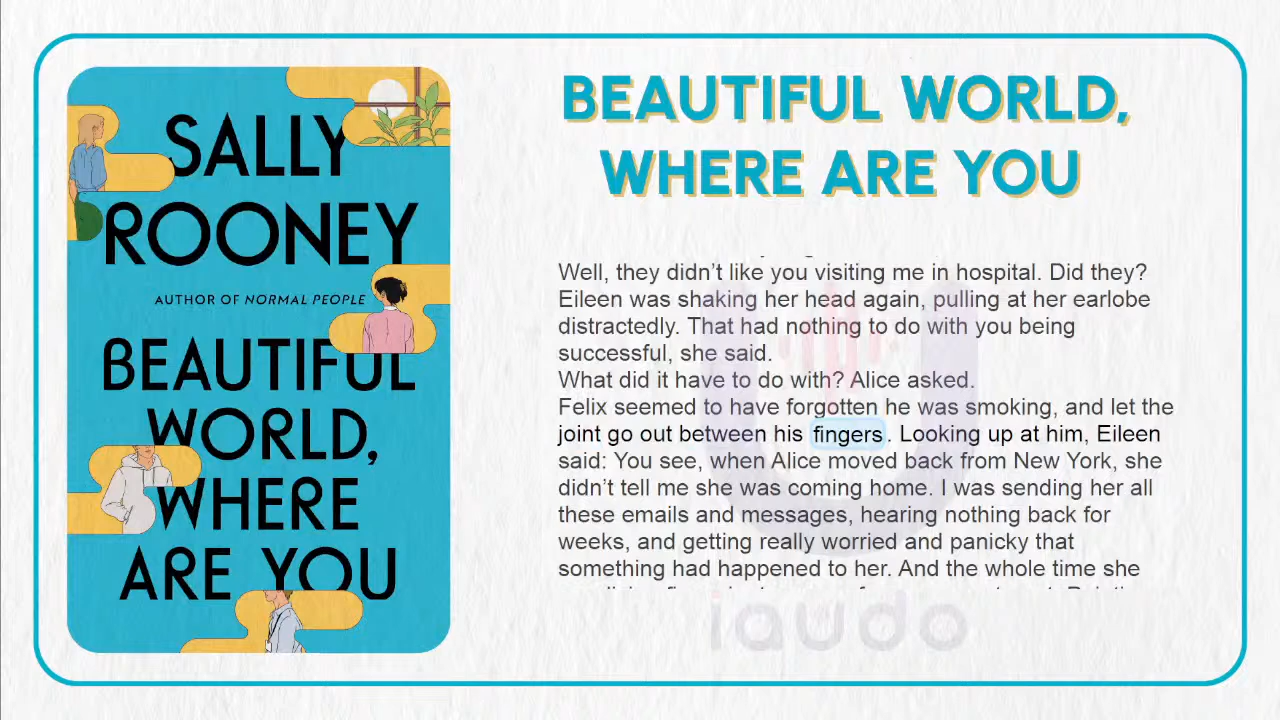 SALLY
ROONEY
AUTHOR OF NORMAL PEOPLE
BEAUTIFUL
WORLD,
WHERE
ARE YOU
BEAUTIFUL WORLD,
WHERE ARE YOU
Well, they didn’t like you visiting me in hospital. Did they?
Eileen was shaking her head again, pulling at her earlobe
distractedly. That had nothing to do with you being
successful, she said.
What did it have to do with? Alice asked.
Felix seemed to have forgotten he was smoking, and let the
joint go out between his fingers. Looking up at him, Eileen
said: You see, when Alice moved back from New York, she
didn’t tell me she was coming home. I was sending her all
these emails and messages, hearing nothing back for
weeks, and getting really worried and panicky that
something had happened to her. And the whole time she
iaudo